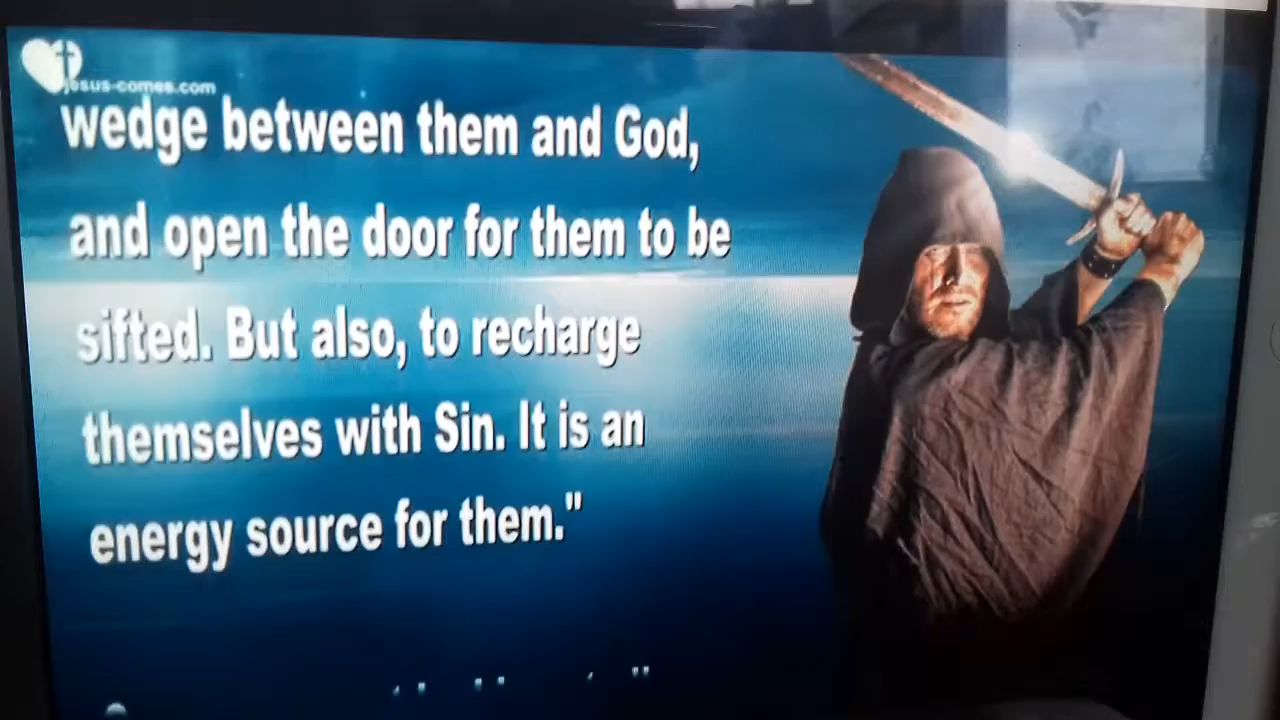 jesus-comes.com
wedge between them and God,
and open the door for them to be
sifted. But also, to recharge
themselves with Sin. It is an
energy source for them."